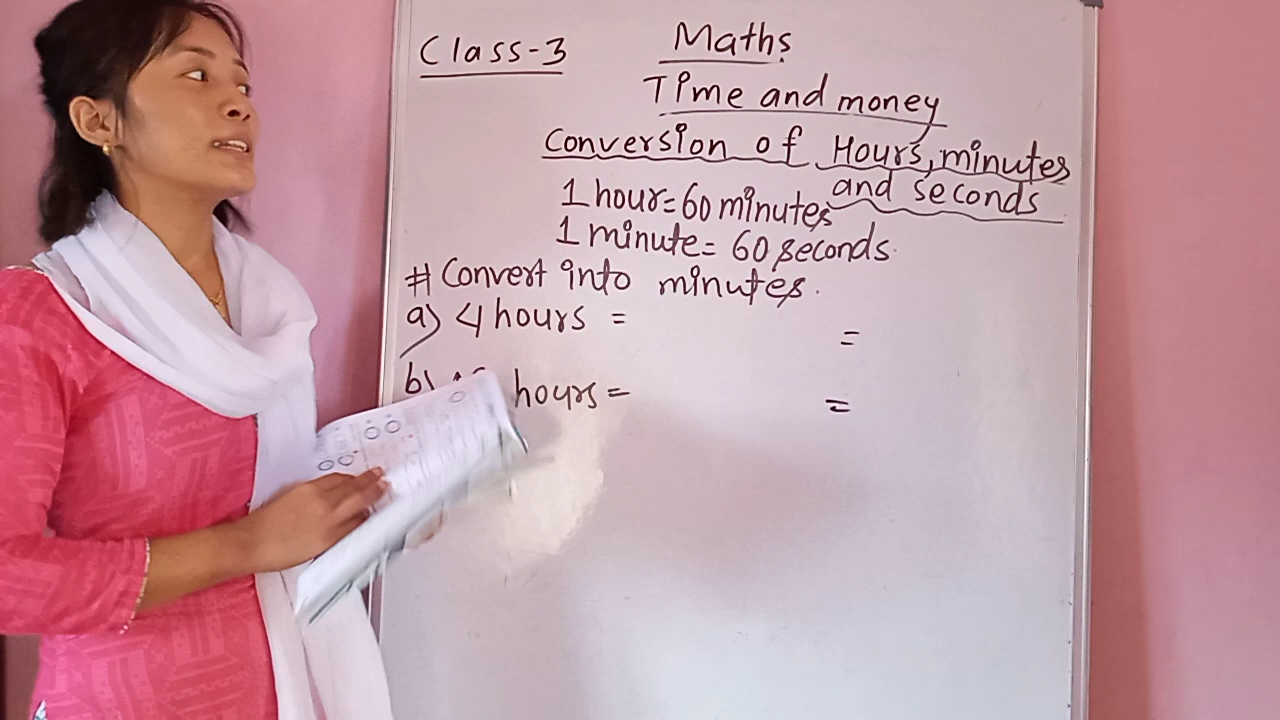 Class-3
Maths
Time and money
Conversion of Hours, minutes
and seconds
1 hour = 60 minutes
1 minute = 60 seconds.
# Convert into minutes.
a) 4 hours = =
b) hours = =